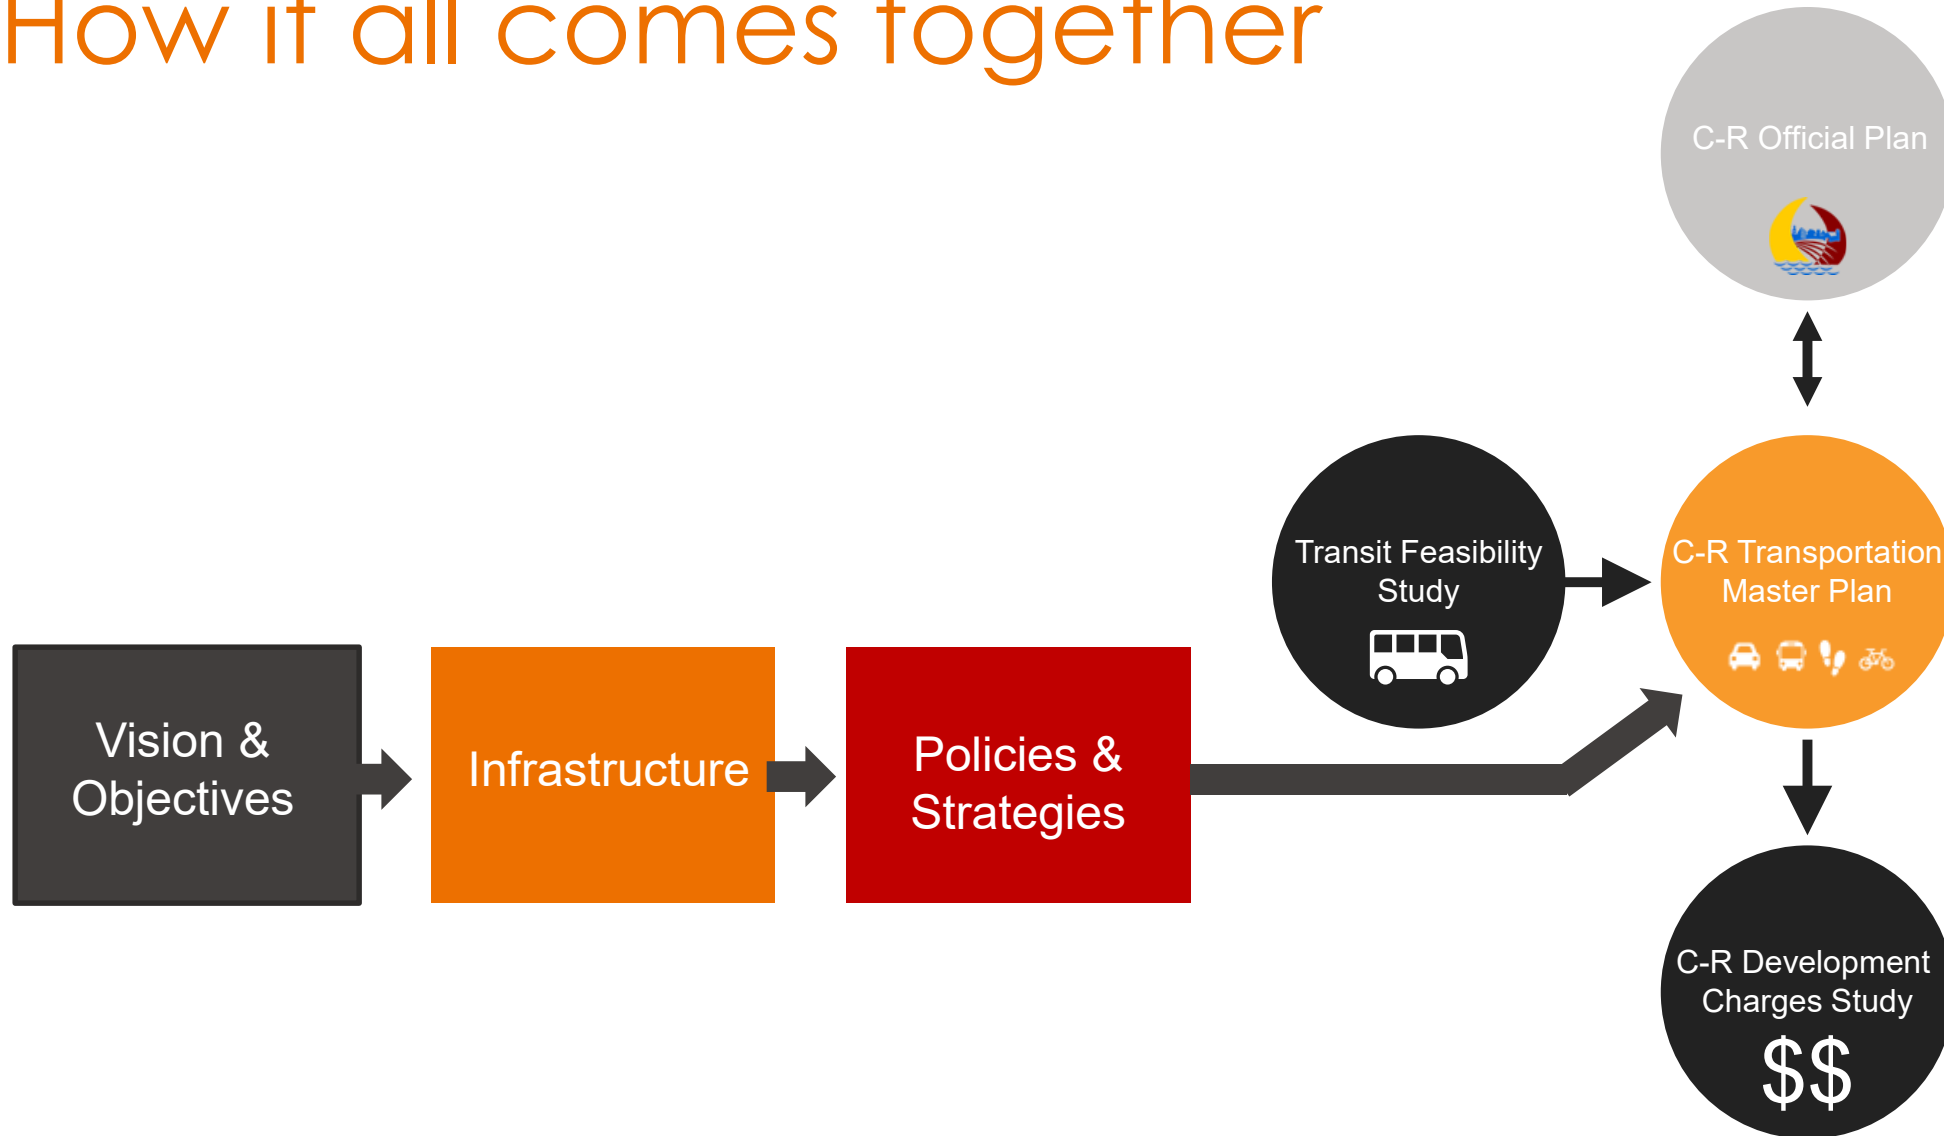 How it all comes together
C-R Official Plan
Transit Feasibility
Study
C-R Transportation
Master Plan
Vision &
Objectives
Infrastructure
Policies &
Strategies
C-R Development
Charges Study
$$